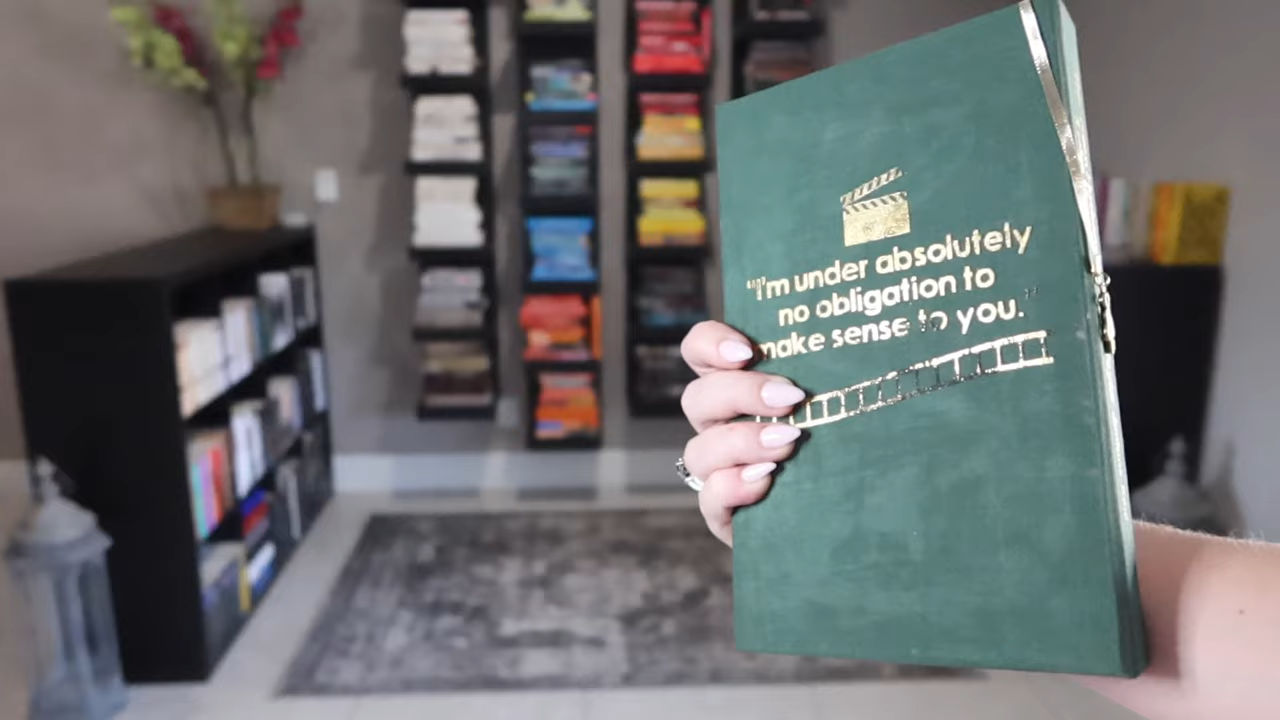 "I'm under absolutely
no obligation to
make sense to you."